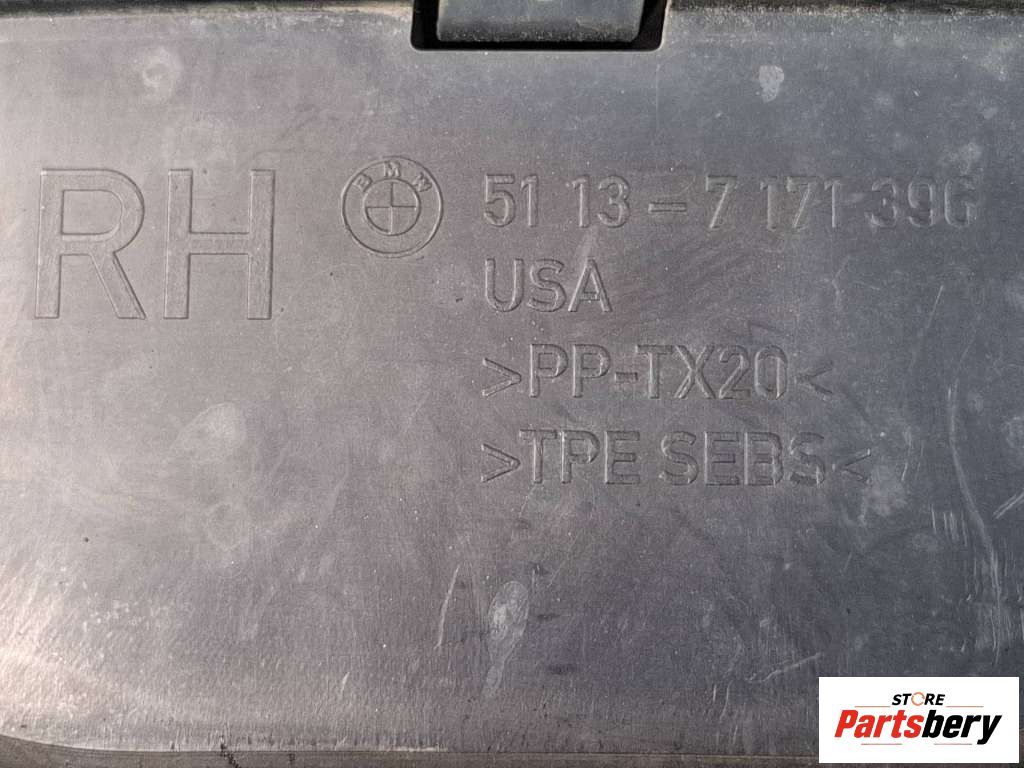 RH BMW 51 13-7 171 396
USA
>PP-TX20<
>TPE SEBS<
STORE
Partsbery